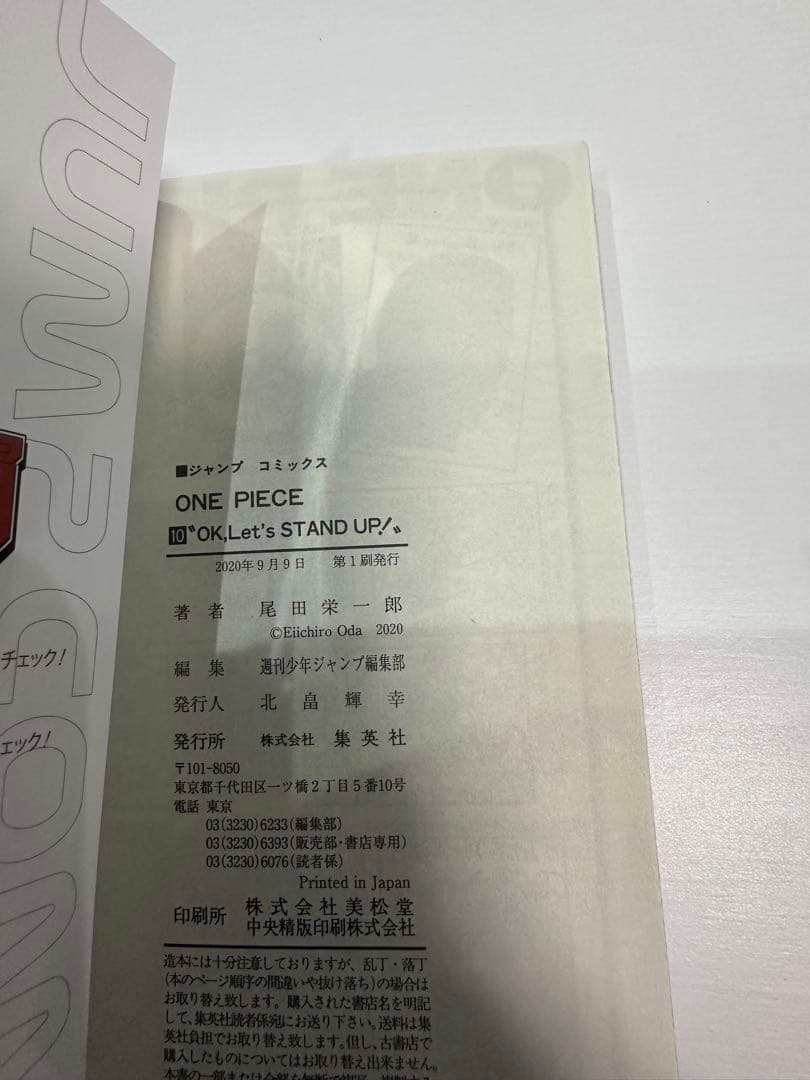 JUMP COM
チェック!
ェック!
■ジャンプ コミックス
ONE PIECE
10〝OK,Let's STAND UP!〟
2020年9月9日 第1刷発行
著者 尾田栄一郎
©Eiichiro Oda 2020
編集 週刊少年ジャンプ編集部
発行人 北畠輝幸
発行所 株式会社 集英社
〒101-8050
東京都千代田区一ツ橋2丁目5番10号
電話 東京
03(3230)6233(編集部)
03(3230)6393(販売部・書店専用)
03(3230)6076(読者係)
Printed in Japan
印刷所 株式会社美松堂
中央精版印刷株式会社
造本には十分注意しておりますが、乱丁・落丁
(本のページ順序の間違いや抜け落ち)の場合は
お取り替え致します。購入された書店名を明記
して、集英社読者係宛にお送り下さい。送料は集
英社負担でお取り替え致します。但し、古書店で
購入したものについてはお取り替え出来ません。